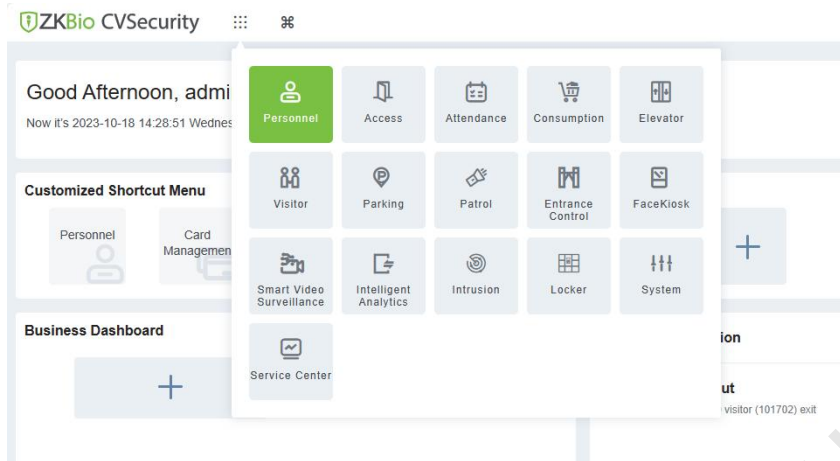 ZKBio CVSecurity
Good Afternoon, admi
Now it's 2023-10-18 14:28:51 Wednes
Personnel
Access
Attendance
Consumption
Elevator
Visitor
Parking
Patrol
Entrance
Control
FaceKiosk
Smart Video
Surveillance
Intelligent
Analytics
Intrusion
Locker
System
Service Center
Customized Shortcut Menu
Personnel
Card
Managemen
Business Dashboard
ion
ut
visitor (101702) exit